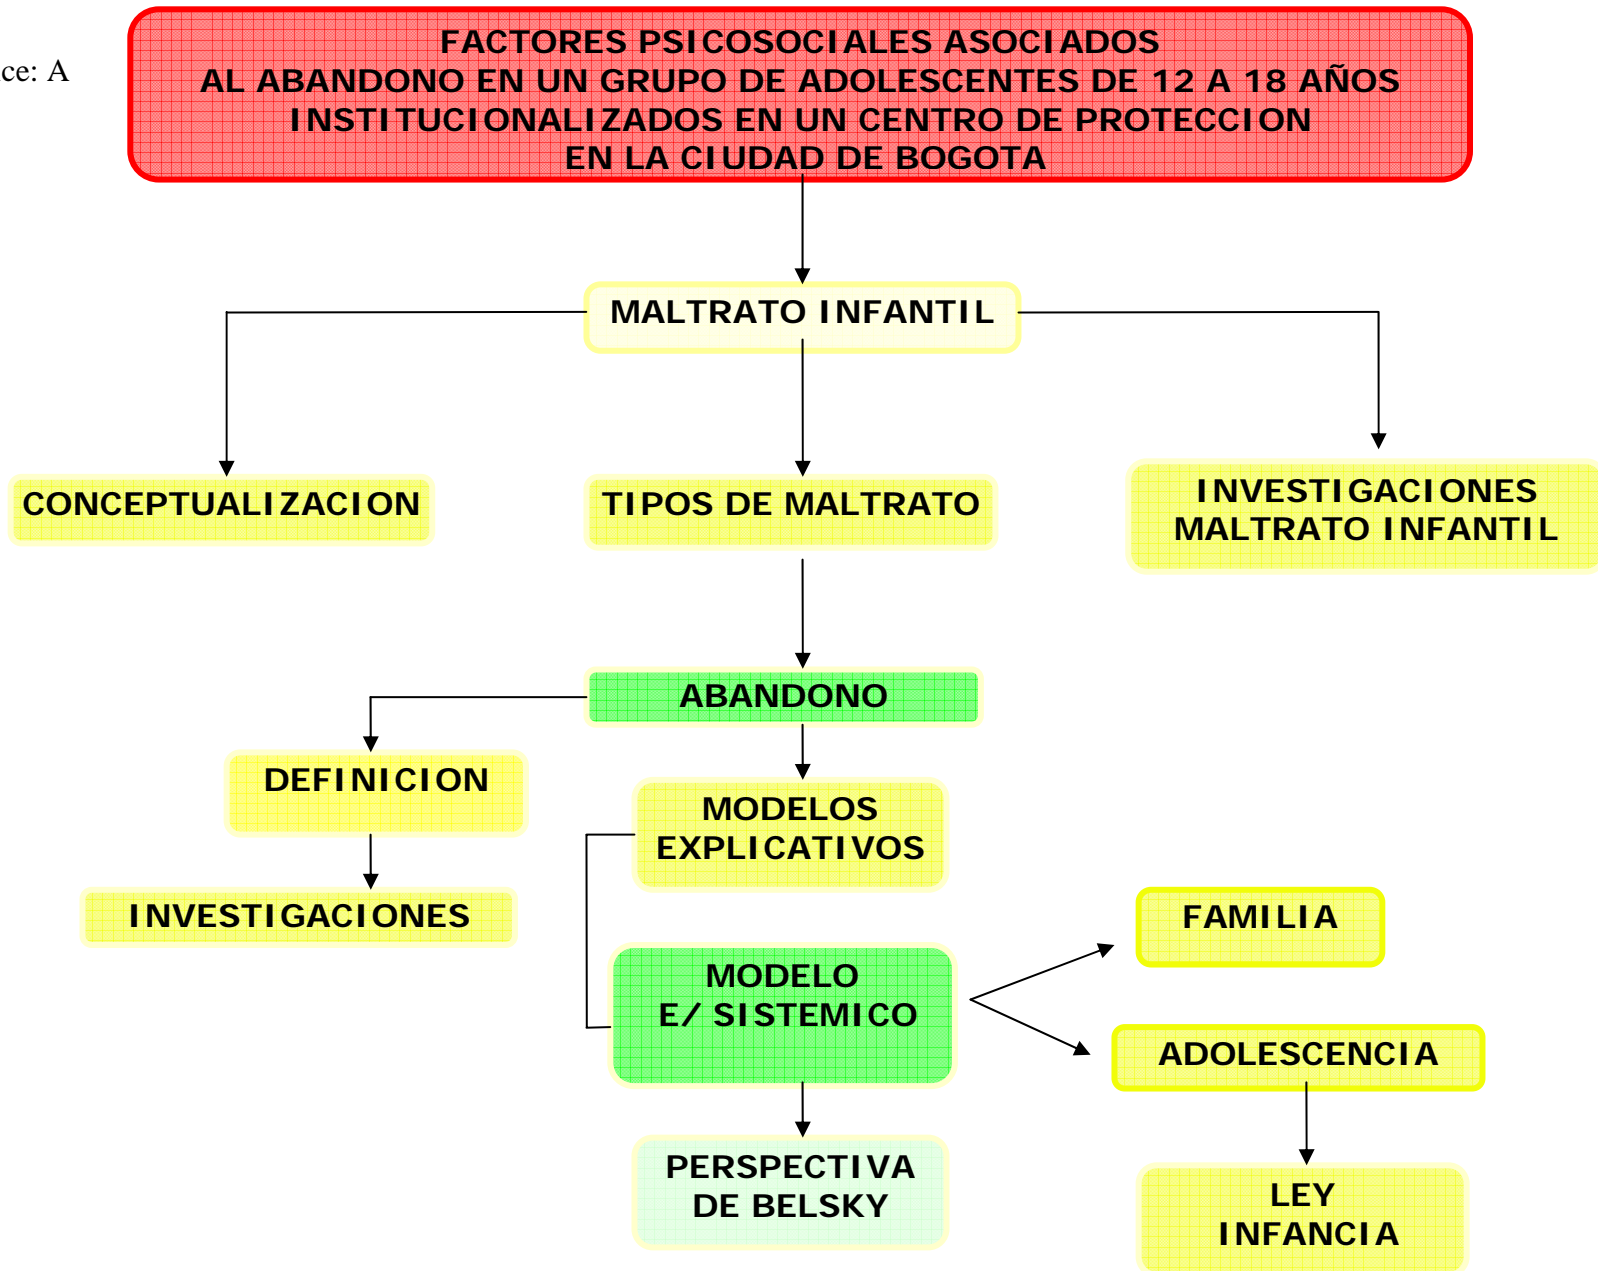 FACTORES PSICOSOCIALES ASOCIADOS
AL ABANDONO EN UN GRUPO DE ADOLESCENTES DE 12 A 18 AÑOS
INSTITUCIONALIZADOS EN UN CENTRO DE PROTECCION
EN LA CIUDAD DE BOGOTA
ce: A
MALTRATO INFANTIL
CONCEPTUALIZACION
TIPOS DE MALTRATO
INVESTIGACIONES
MALTRATO INFANTIL
ABANDONO
DEFINICION
INVESTIGACIONES
MODELOS
EXPLICATIVOS
MODELO
E/ SISTEMICO
FAMILIA
ADOLESCENCIA
PERSPECTIVA
DE BELSKY
LEY
INFANCIA